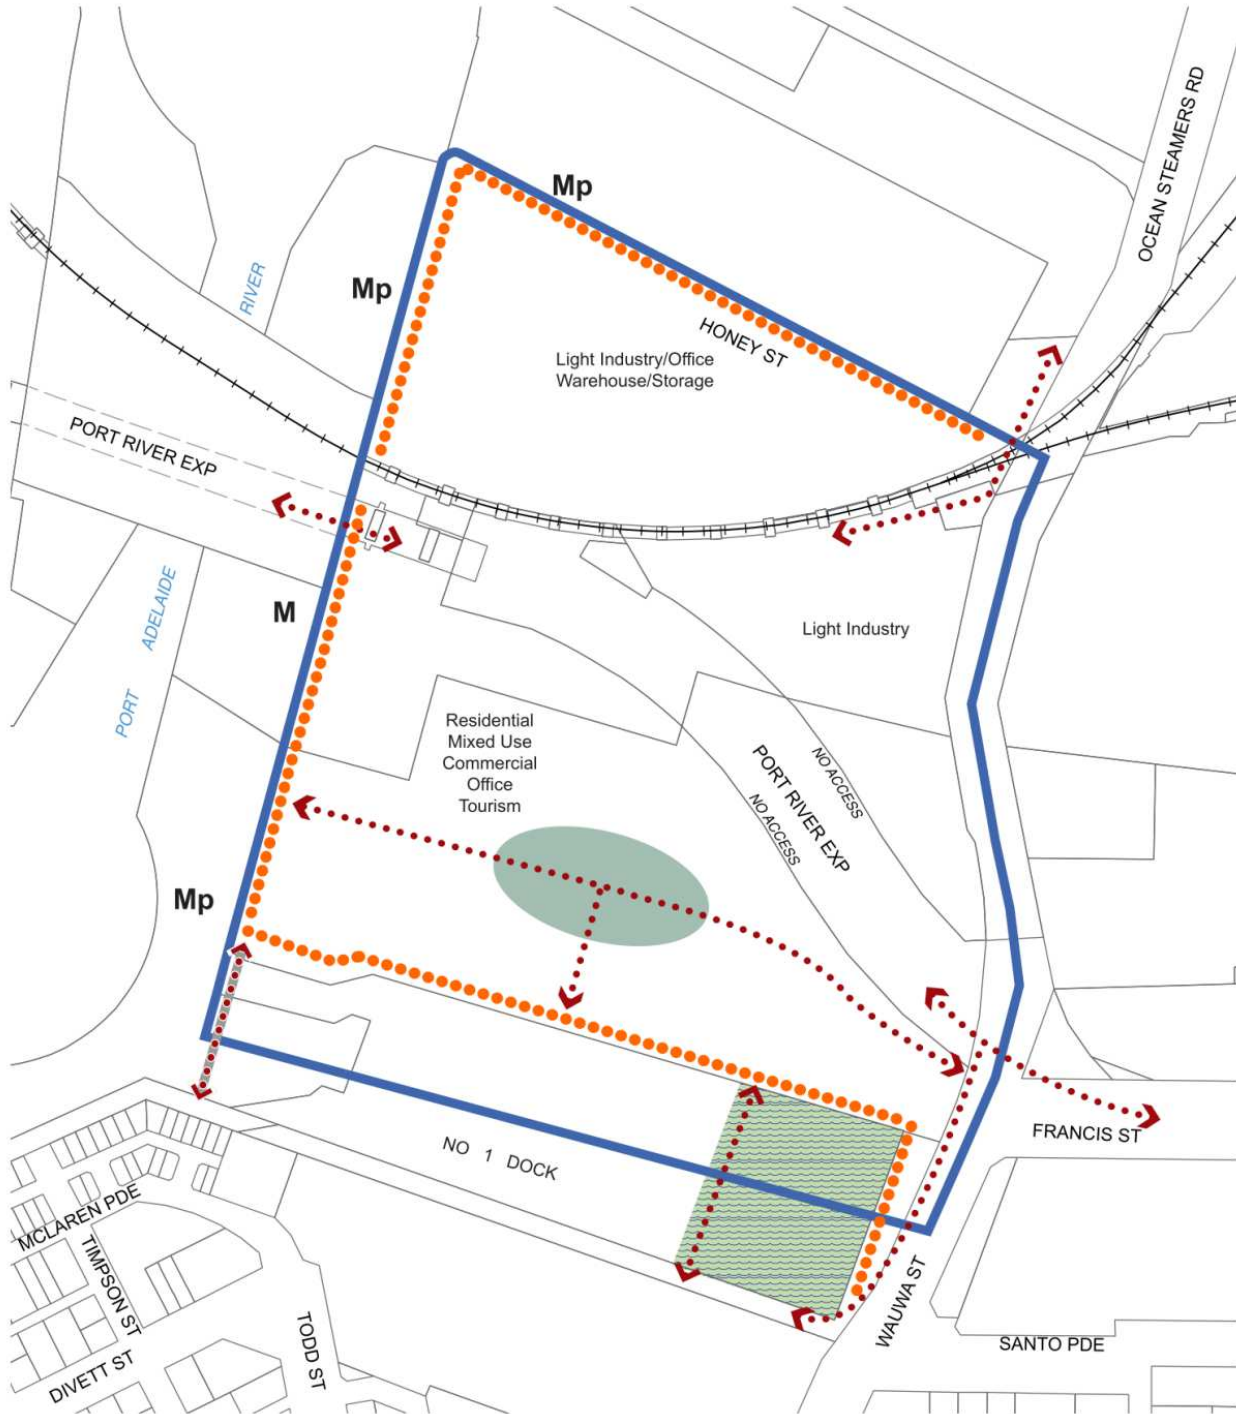 OCEAN STEAMERS RD
Mp
Mp
RIVER
HONEY ST
Light Industry/Office
Warehouse/Storage
PORT RIVER EXP
M
ADELAIDE
PORT
Light Industry
Residential
Mixed Use
Commercial
Office
Tourism
NO ACCESS
PORT RIVER EXP
NO ACCESS
Mp
FRANCIS ST
NO 1 DOCK
MCLAREN PDE
TIMPSON ST
DIVETT ST
TODD ST
WAUWA ST
SANTO PDE